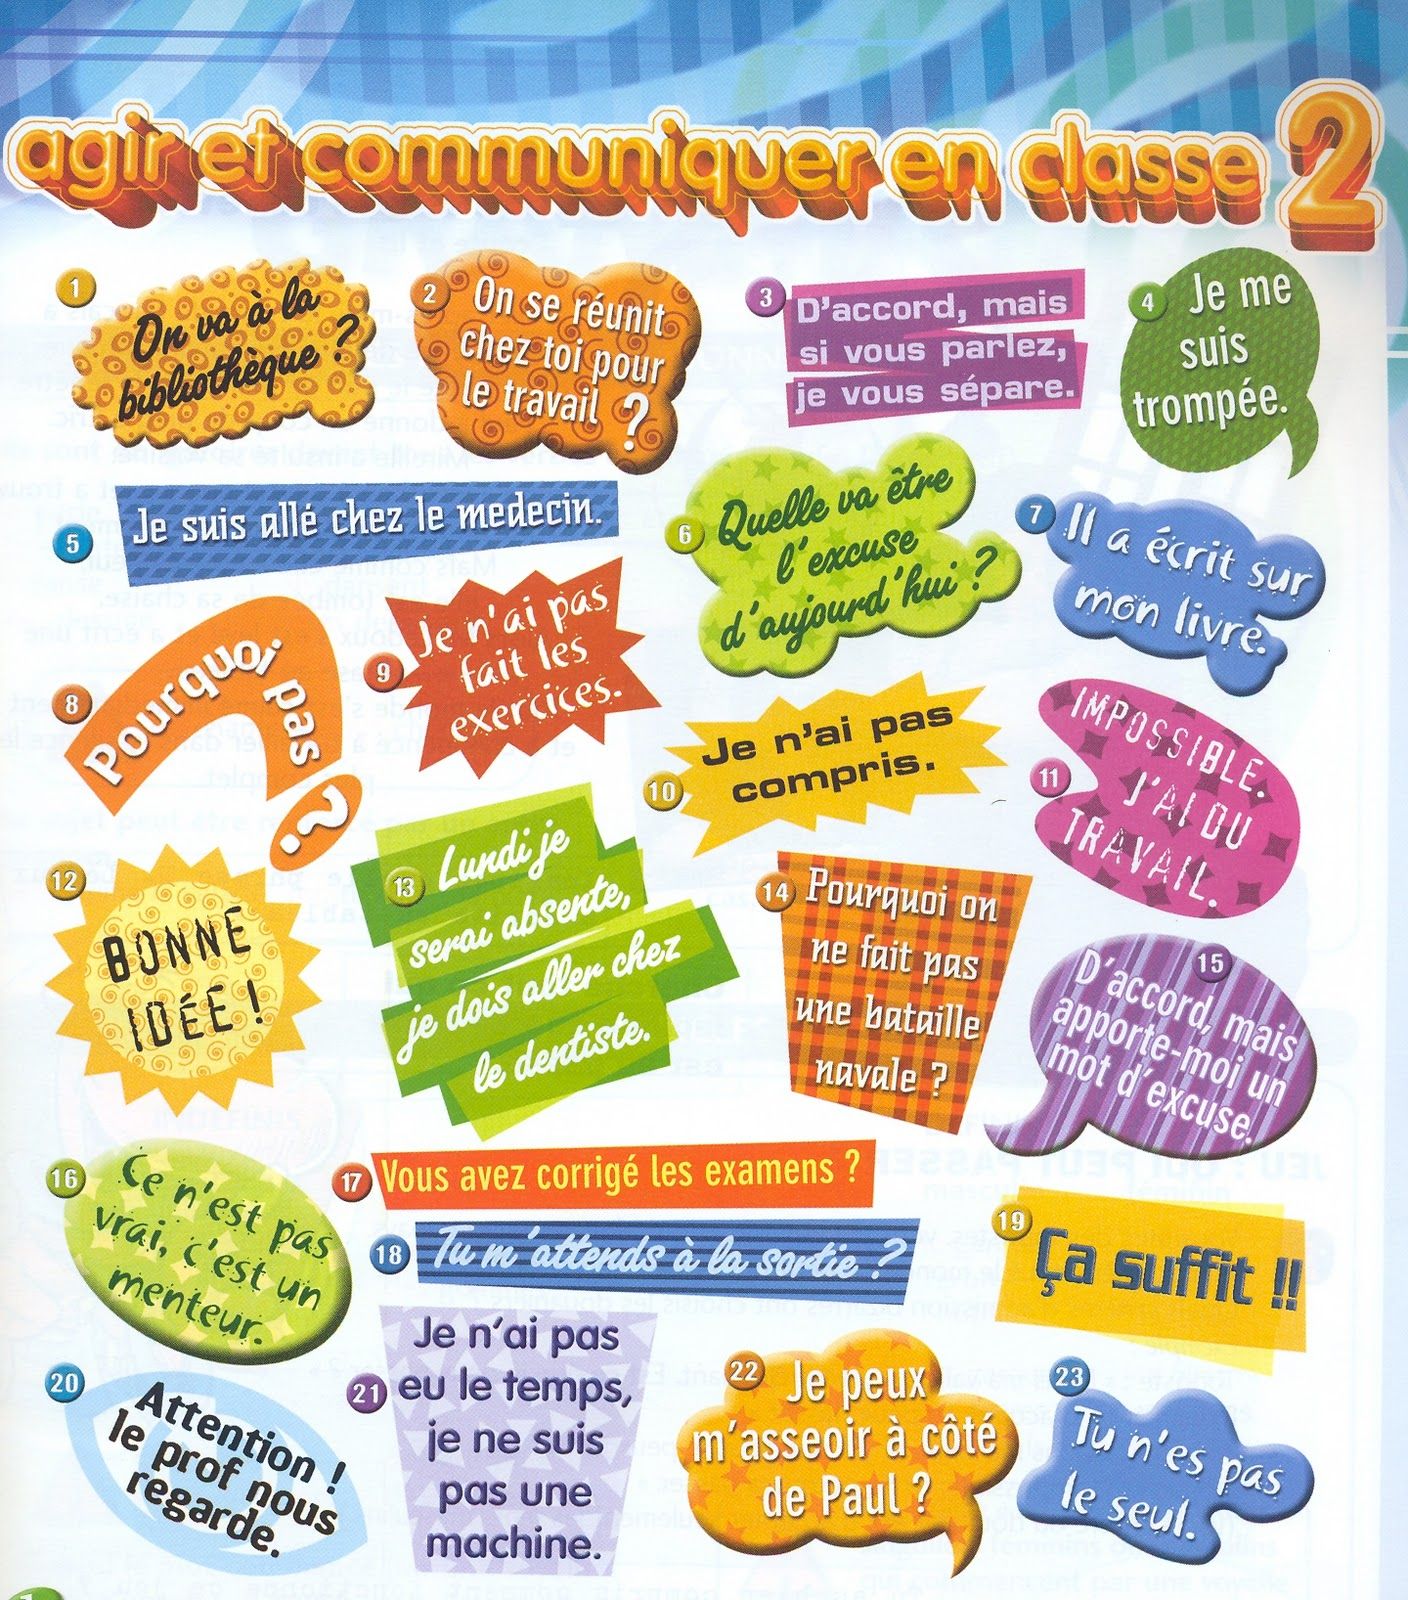 agir et communiquer en classe 2
1
On va à la
bibliothèque ?
2
On se réunit
chez toi pour
le travail ?
3
D'accord, mais
si vous parlez,
je vous sépare.
4
Je me
suis
trompée.
5
Je suis allé chez le medecin.
6
Quelle va être
l'excuse
d'aujourd'hui ?
7
Il a écrit sur
mon livre.
8
Pourquoi pas ?
9
Je n'ai pas
fait les
exercices.
10
Je n'ai pas
compris.
11
IMPOSSIBLE.
J'AI DU
TRAVAIL.
12
BONNE
IDÉE !
13
Lundi je
serai absente,
je dois aller chez
le dentiste.
14
Pourquoi on
ne fait pas
une bataille
navale ?
15
D'accord, mais
apporte-moi un
mot d'excuse.
16
Ce n'est pas
vrai, c'est un
menteur.
17
Vous avez corrigé les examens ?
18
Tu m'attends à la sortie ?
19
Ça suffit !!
20
Attention !
le prof nous
regarde.
21
Je n'ai pas
eu le temps,
je ne suis
pas une
machine.
22
Je peux
m'asseoir à côté
de Paul ?
23
Tu n'es pas
le seul.